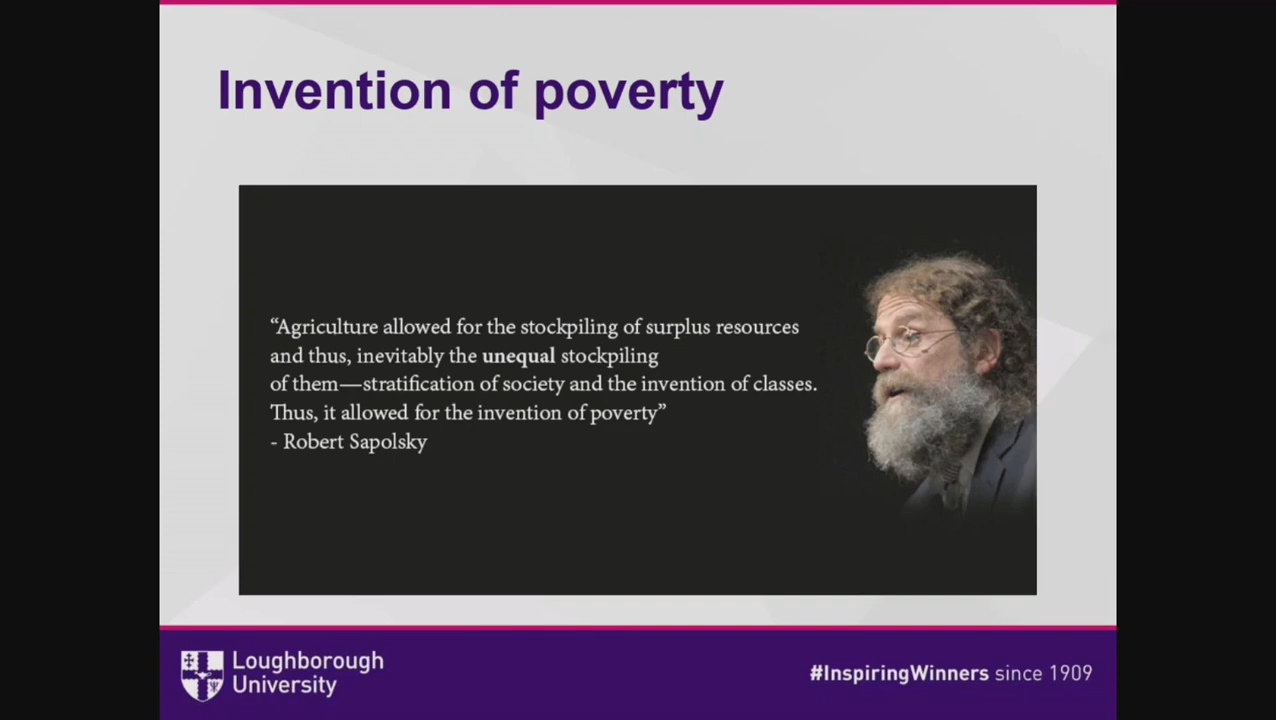 Invention of poverty
“Agriculture allowed for the stockpiling of surplus resources
and thus, inevitably the unequal stockpiling
of them—stratification of society and the invention of classes.
Thus, it allowed for the invention of poverty”
- Robert Sapolsky
Loughborough
University
#InspiringWinners since 1909